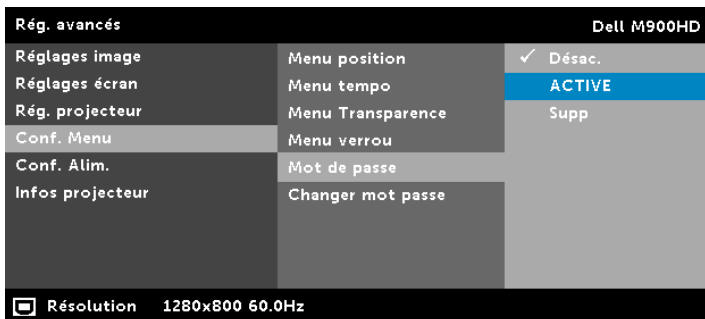 Rég. avancés Dell M900HD
Réglages image
Réglages écran
Rég. projecteur
Conf. Menu
Conf. Alim.
Infos projecteur
Menu position
Menu tempo
Menu Transparence
Menu verrou
Mot de passe
Changer mot passe
Désac.
ACTIVE
Supp
Résolution 1280x800 60.0Hz